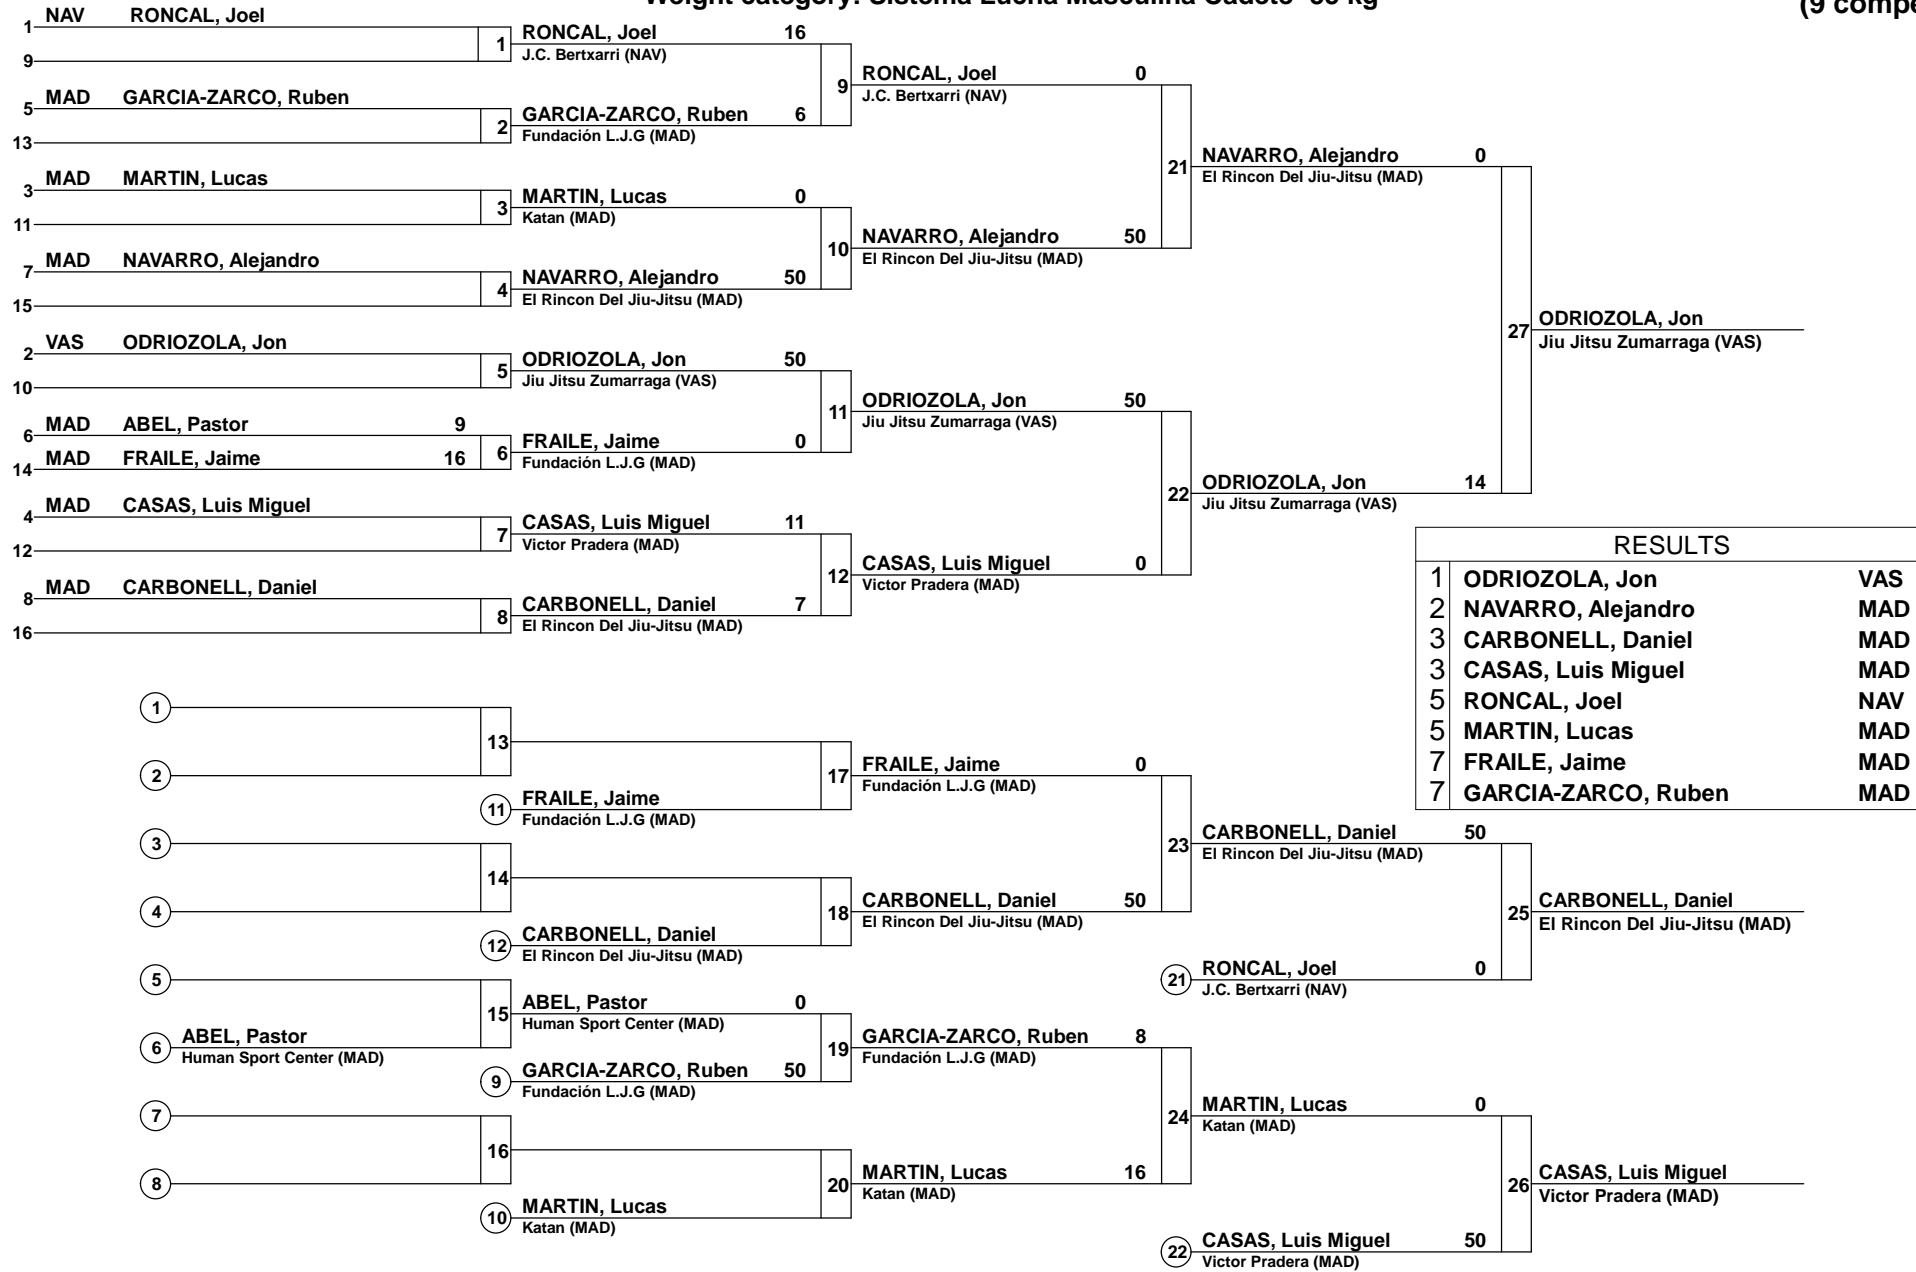 Weight category: Sistema Lucha Masculina Cadete
kg
(9
NAV RONCAL, Joel
1
9
1
RONCAL, Joel 16
J.C. Bertxarri (NAV)
MAD GARCIA-ZARCO, Ruben
5
13
2
GARCIA-ZARCO, Ruben 6
Fundación L.J.G (MAD)
9
RONCAL, Joel 0
J.C. Bertxarri (NAV)
MAD MARTIN, Lucas
3
11
3
MARTIN, Lucas 0
Katan (MAD)
MAD NAVARRO, Alejandro
7
15
4
NAVARRO, Alejandro 50
El Rincon Del Jiu-Jitsu (MAD)
10
NAVARRO, Alejandro 50
El Rincon Del Jiu-Jitsu (MAD)
21
NAVARRO, Alejandro 0
El Rincon Del Jiu-Jitsu (MAD)
VAS ODRIOZOLA, Jon
2
10
5
ODRIOZOLA, Jon 50
Jiu Jitsu Zumarraga (VAS)
MAD ABEL, Pastor 9
6
MAD FRAILE, Jaime 16
14
6
FRAILE, Jaime 0
Fundación L.J.G (MAD)
11
ODRIOZOLA, Jon 50
Jiu Jitsu Zumarraga (VAS)
MAD CASAS, Luis Miguel
4
12
7
CASAS, Luis Miguel 11
Victor Pradera (MAD)
MAD CARBONELL, Daniel
8
16
8
CARBONELL, Daniel 7
El Rincon Del Jiu-Jitsu (MAD)
12
CASAS, Luis Miguel 0
Victor Pradera (MAD)
22
ODRIOZOLA, Jon 14
Jiu Jitsu Zumarraga (VAS)
27
ODRIOZOLA, Jon
Jiu Jitsu Zumarraga (VAS)
RESULTS
1 ODRIOZOLA, Jon VAS
2 NAVARRO, Alejandro MAD
3 CARBONELL, Daniel MAD
3 CASAS, Luis Miguel MAD
5 RONCAL, Joel NAV
5 MARTIN, Lucas MAD
7 FRAILE, Jaime MAD
7 GARCIA-ZARCO, Ruben MAD
1
2
13
11
FRAILE, Jaime
Fundación L.J.G (MAD)
17
FRAILE, Jaime 0
Fundación L.J.G (MAD)
3
4
14
12
CARBONELL, Daniel
El Rincon Del Jiu-Jitsu (MAD)
18
CARBONELL, Daniel 50
El Rincon Del Jiu-Jitsu (MAD)
23
CARBONELL, Daniel 50
El Rincon Del Jiu-Jitsu (MAD)
21
RONCAL, Joel 0
J.C. Bertxarri (NAV)
25
CARBONELL, Daniel
El Rincon Del Jiu-Jitsu (MAD)
5
6
ABEL, Pastor
Human Sport Center (MAD)
15
ABEL, Pastor 0
Human Sport Center (MAD)
9
GARCIA-ZARCO, Ruben 50
Fundación L.J.G (MAD)
19
GARCIA-ZARCO, Ruben 8
Fundación L.J.G (MAD)
7
8
16
10
MARTIN, Lucas
Katan (MAD)
20
MARTIN, Lucas 16
Katan (MAD)
24
MARTIN, Lucas 0
Katan (MAD)
22
CASAS, Luis Miguel 50
Victor Pradera (MAD)
26
CASAS, Luis Miguel
Victor Pradera (MAD)